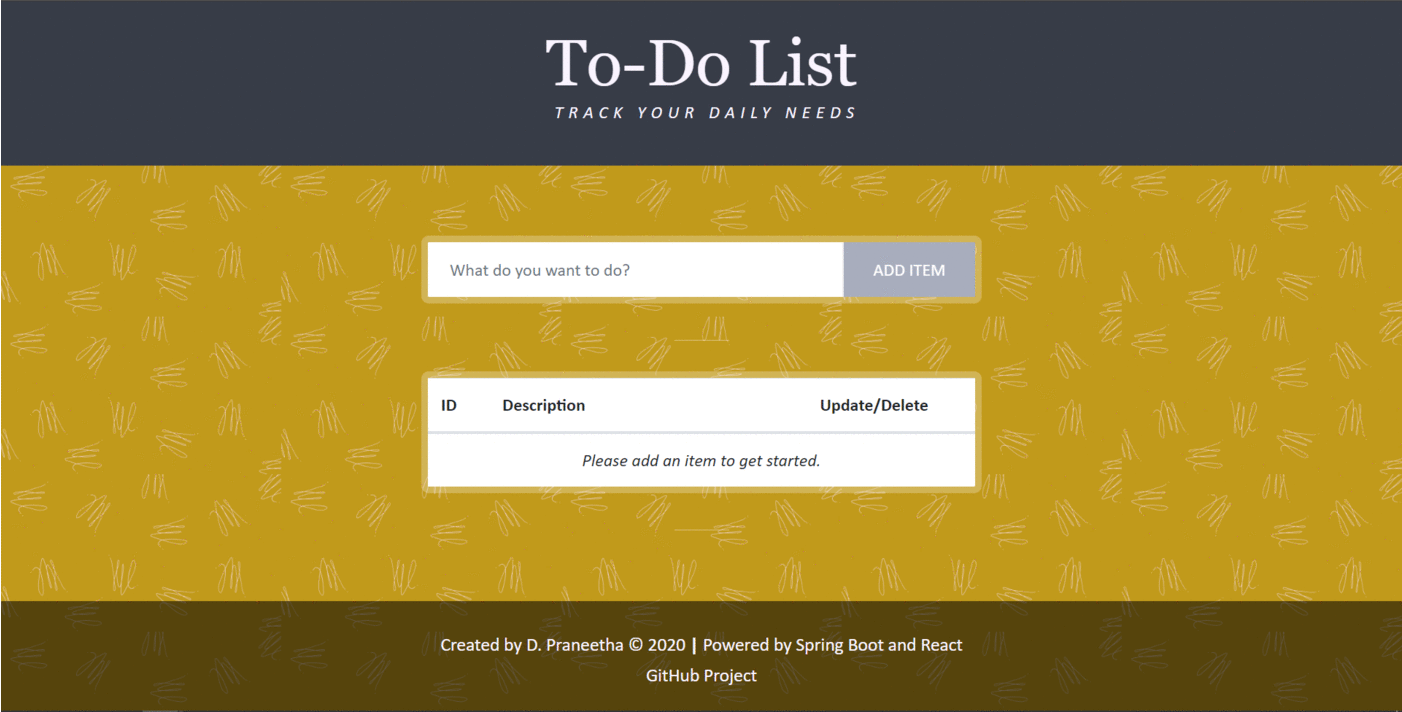 To-Do List
TRACK YOUR DAILY NEEDS
What do you want to do? ADD ITEM
ID Description Update/Delete
Please add an item to get started.
Created by D. Praneetha © 2020 | Powered by Spring Boot and React
GitHub Project